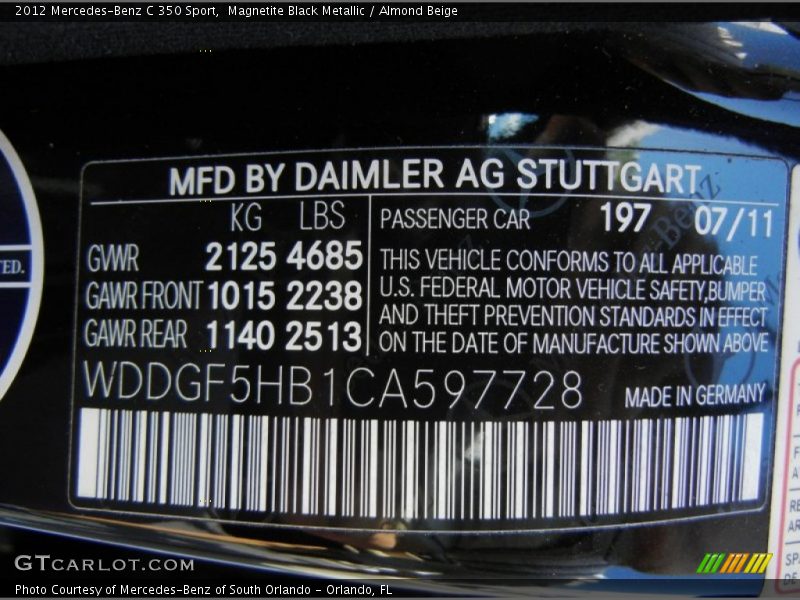 2012 Mercedes-Benz C 350 Sport,  Magnetite Black Metallic / Almond Beige
MFD BY DAIMLER AG STUTTGART
KG LBS
GWR 2125 4685
GAWR FRONT 1015 2238
GAWR REAR 1140 2513
PASSENGER CAR 197 07/11
THIS VEHICLE CONFORMS TO ALL APPLICABLE
U.S. FEDERAL MOTOR VEHICLE SAFETY,BUMPER
AND THEFT PREVENTION STANDARDS IN EFFECT
ON THE DATE OF MANUFACTURE SHOWN ABOVE
WDDGF5HB1CA597728 MADE IN GERMANY
TED.
GTCARLOT.COM
Photo Courtesy of Mercedes-Benz of South Orlando - Orlando, FL